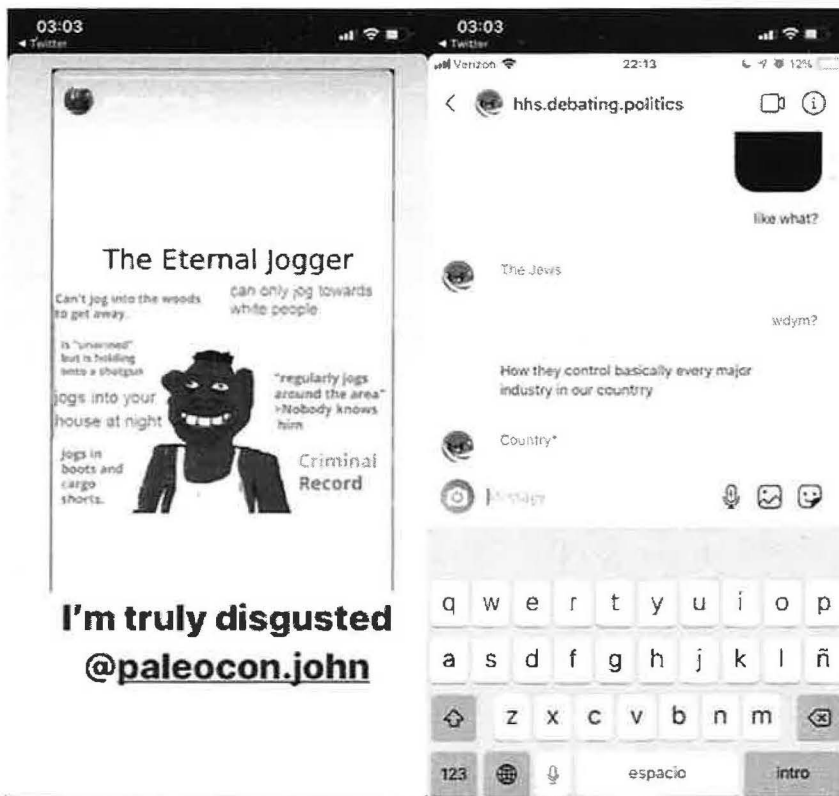 03:03
◄ Twitter
The Eternal Jogger
Can't jog into the woods
to get away.
can only jog towards
white people
Is "unarmed"
but is holding
onto a shotgun
jogs into your
house at night
"regularly jogs
around the area"
>Nobody knows
him
Jogs in
boots and
cargo
shorts.
Criminal
Record
I'm truly disgusted
@paleocon.john
03:03
◄ Twitter
Verizon
22:13
12%
hhs.debating.politics
like what?
The Jews
wdym?
How they control basically every major
industry in our countrry
Country*
Message
q w e r t y u i o p
a s d f g h j k l ñ
z x c v b n m
123
espacio
intro